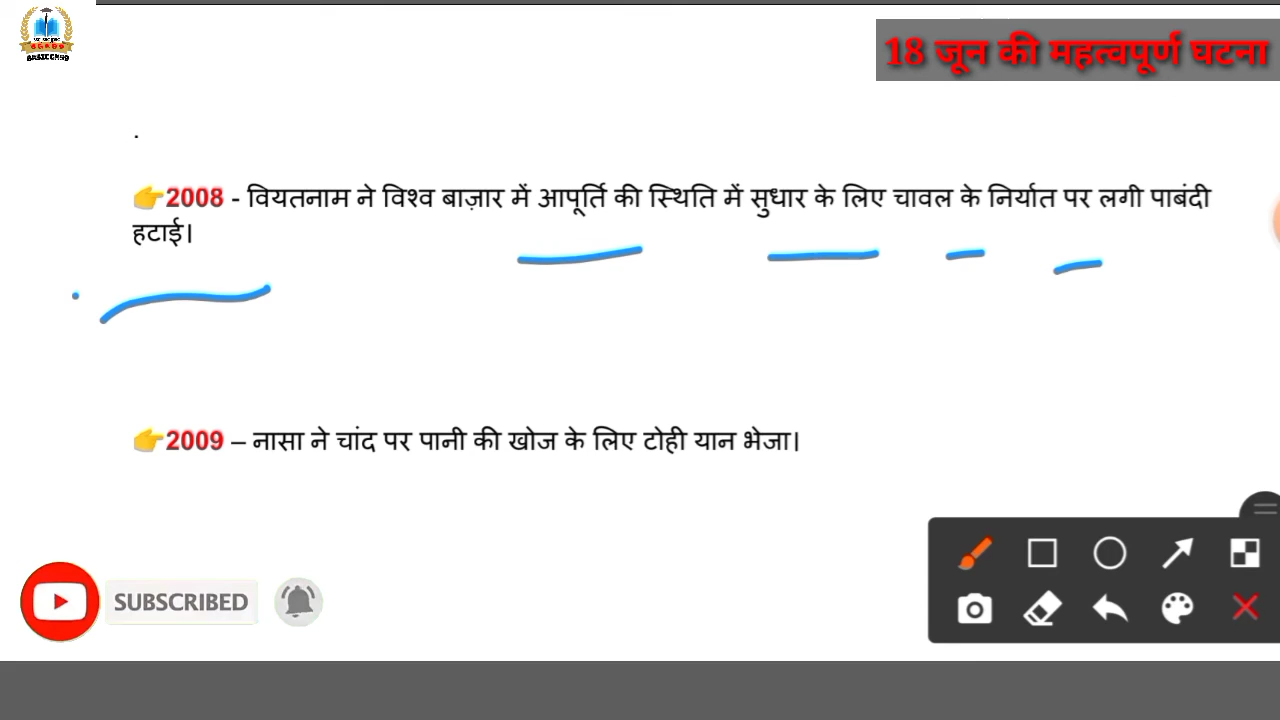 18 जून की महत्वपूर्ण घटना
.
👉2008 - वियतनाम ने विश्व बाज़ार में आपूर्ति की स्थिति में सुधार के लिए चावल के निर्यात पर लगी पाबंदी
हटाई।
👉2009 – नासा ने चांद पर पानी की खोज के लिए टोही यान भेजा।
SUBSCRIBED